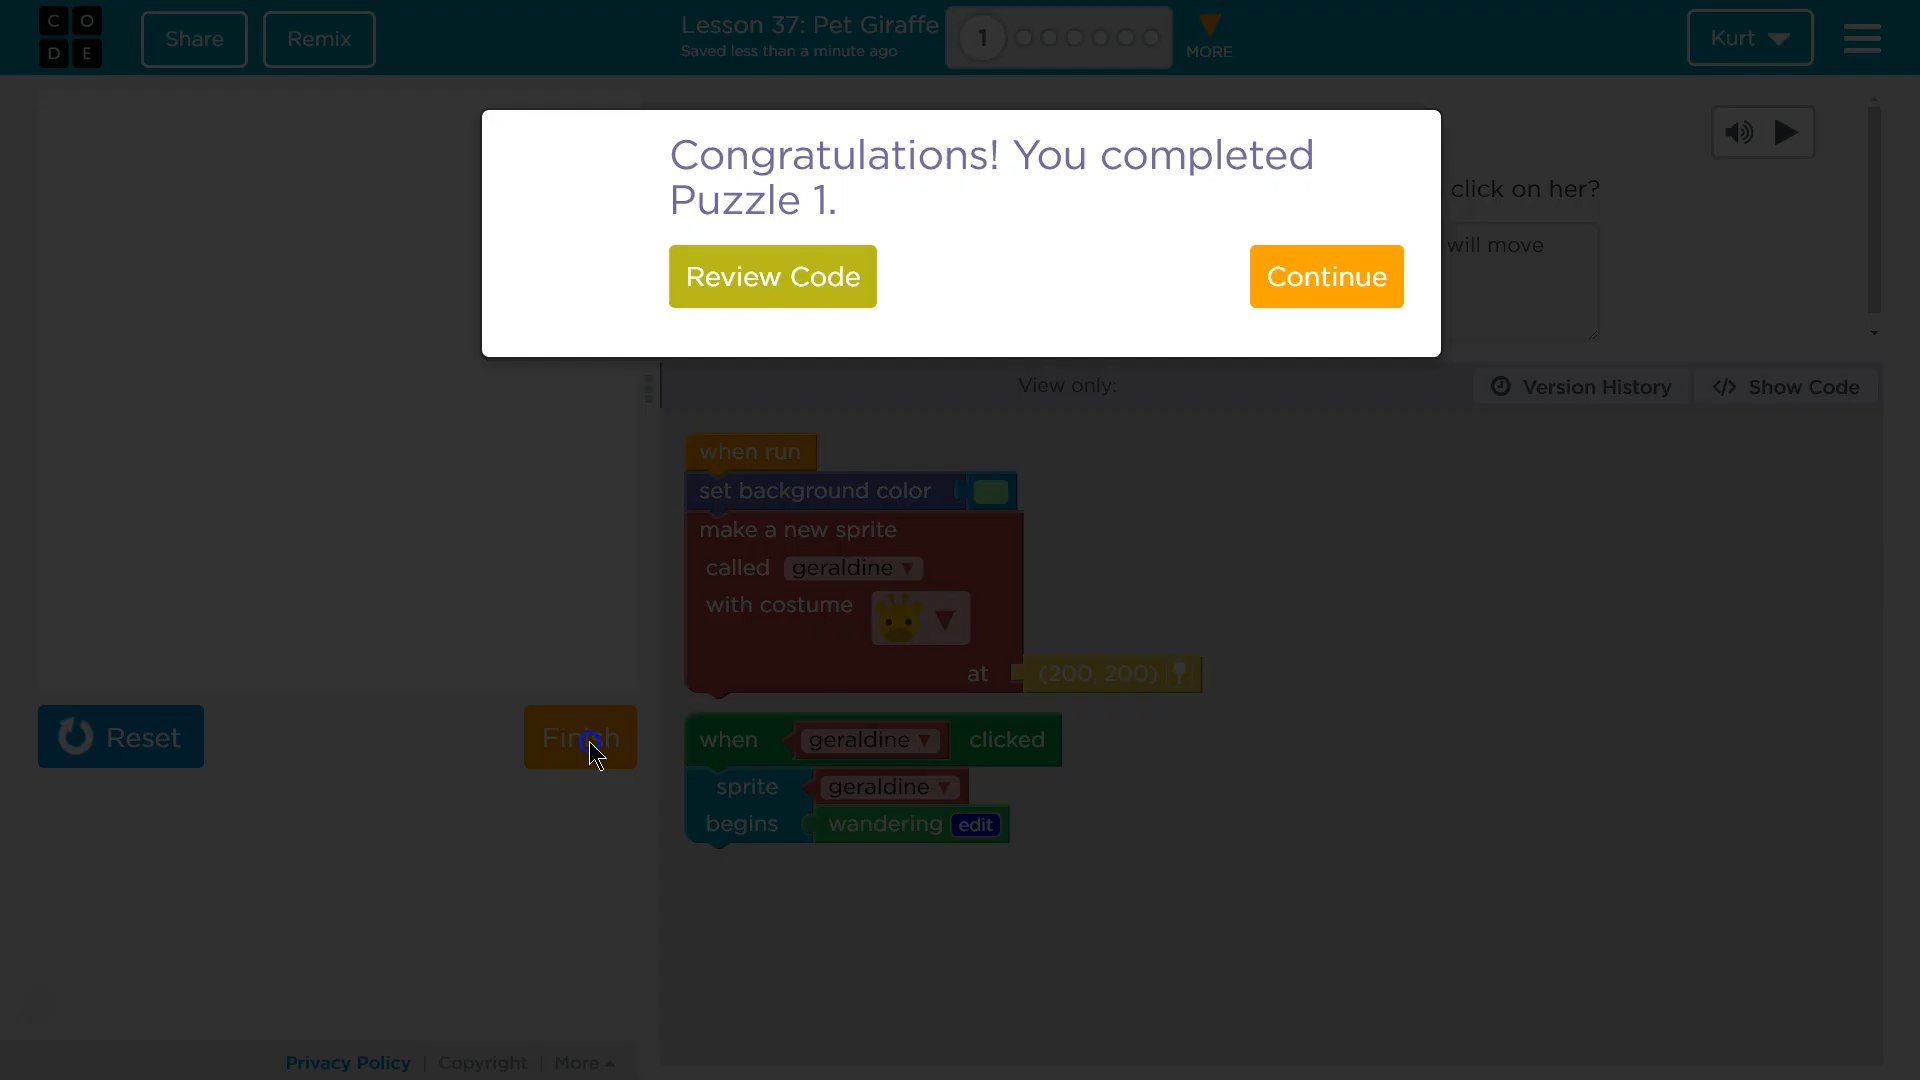 C O
D E
Share
Remix
Lesson 37: Pet Giraffe
Saved less than a minute ago
1
MORE
Kurt
Congratulations! You completed
Puzzle 1.
Review Code
Continue
click on her?
will move
View only:
Version History
</> Show Code
when run
set background color
make a new sprite
called geraldine
with costume
at (200, 200)
when geraldine clicked
sprite geraldine
begins wandering edit
Reset
Finish
Privacy Policy | Copyright | More